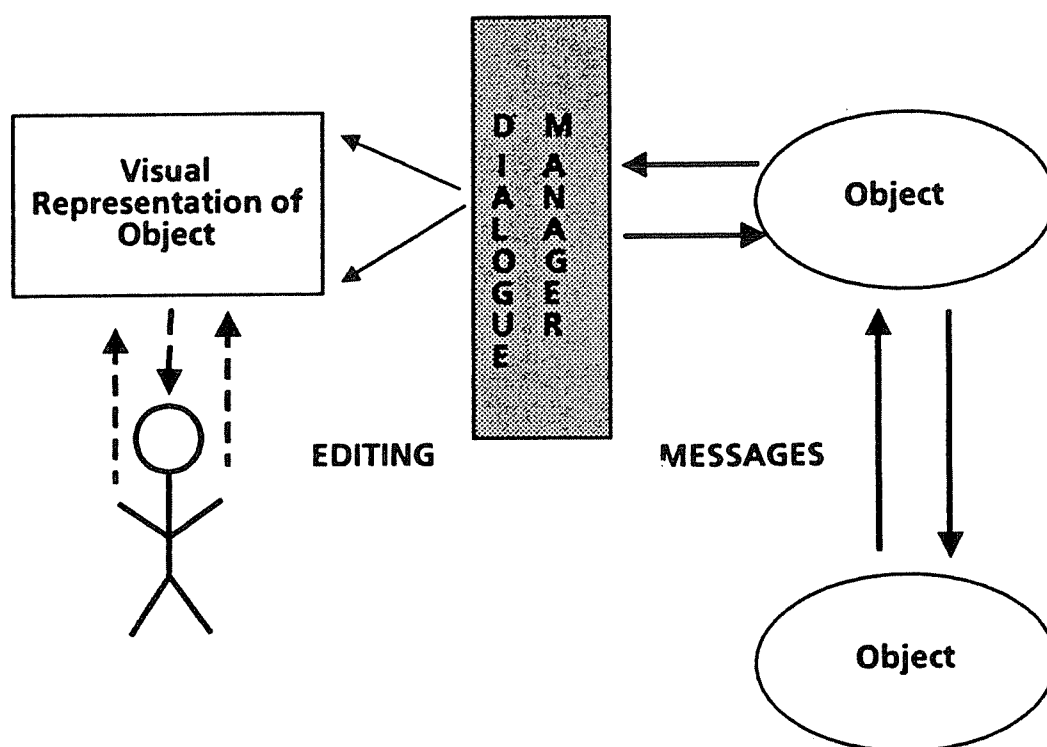 Visual
Representation of
Object
DIALOGUE
MANAGER
Object
EDITING
MESSAGES
Object